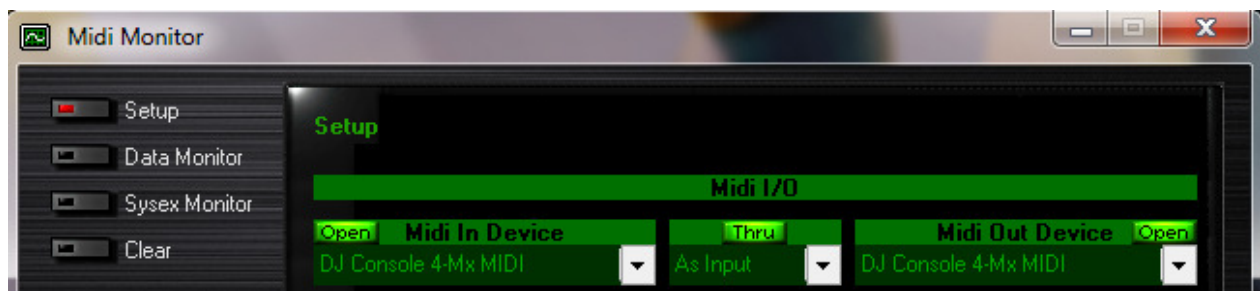 Midi Monitor
Setup
Data Monitor
Sysex Monitor
Clear
Setup
Midi I/O
Open Midi In Device Thru Midi Out Device Open
DJ Console 4-Mx MIDI As Input DJ Console 4-Mx MIDI